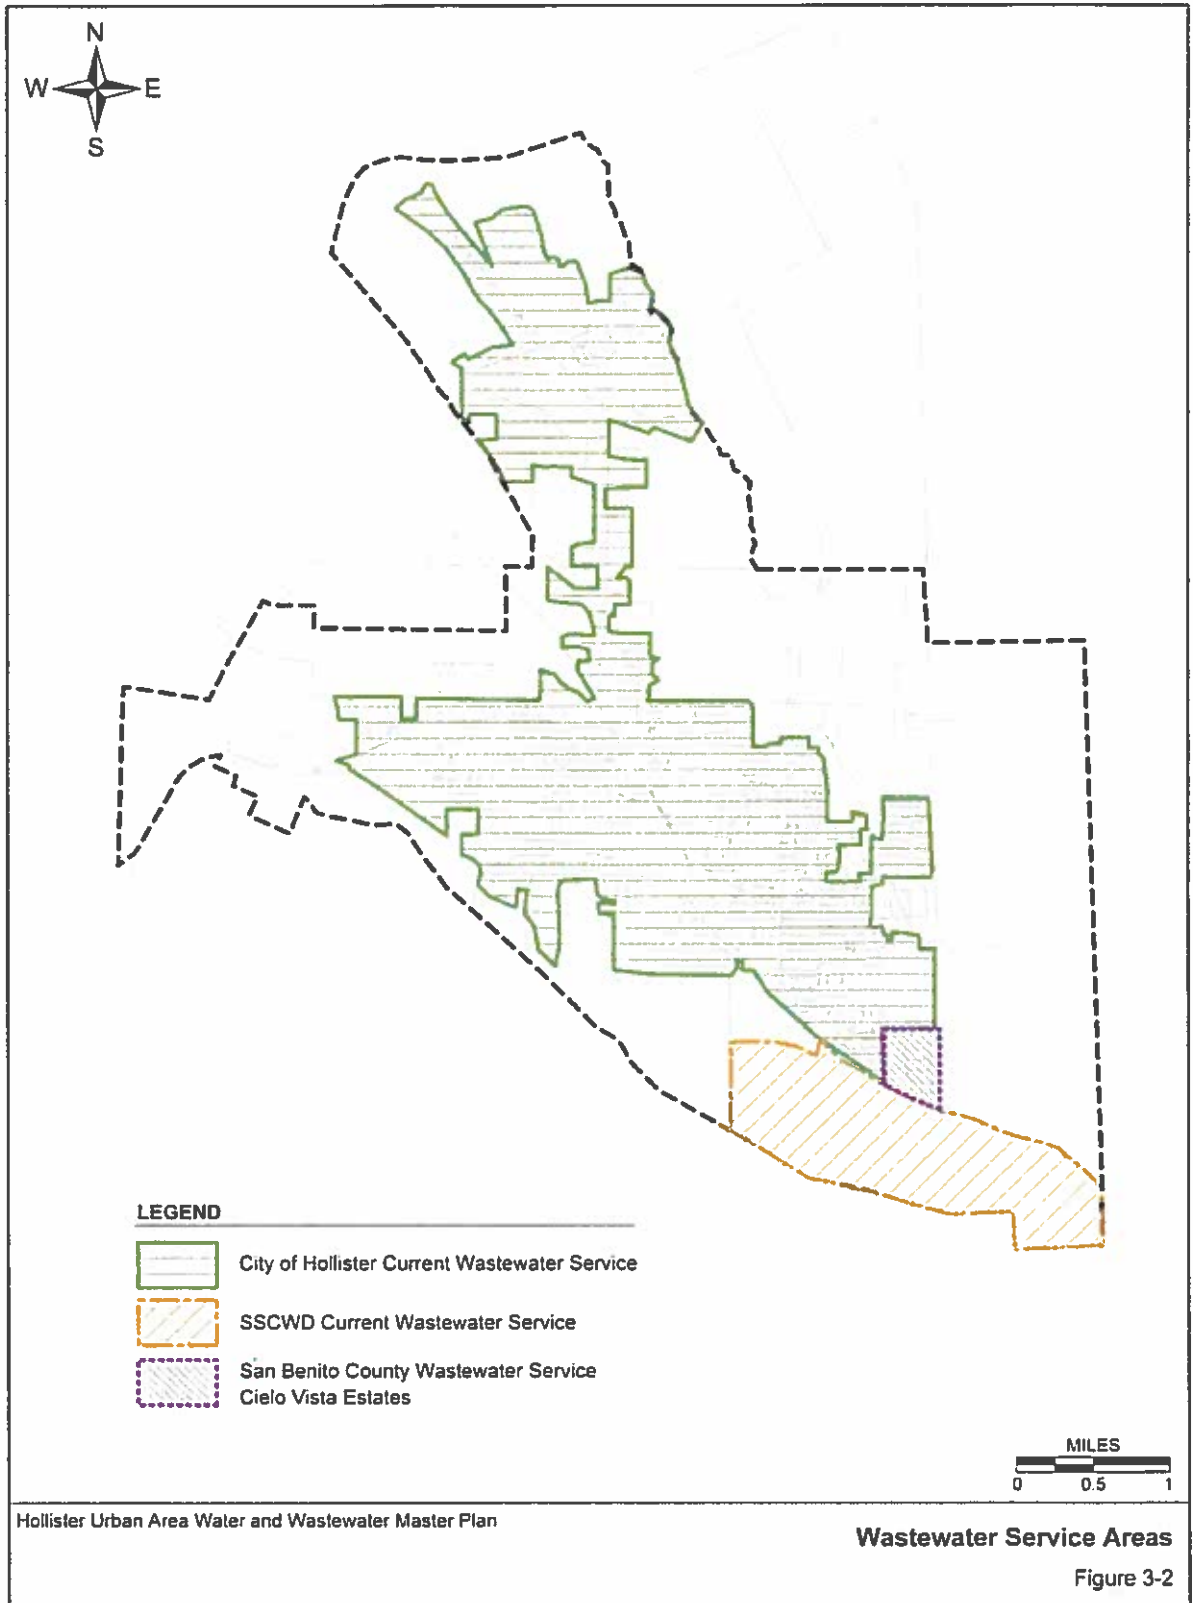 N
W E
S
LEGEND
City of Hollister Current Wastewater Service
SSCWD Current Wastewater Service
San Benito County Wastewater Service
Cielo Vista Estates
MILES
0 0.5 1
Hollister Urban Area Water and Wastewater Master Plan
Wastewater Service Areas
Figure 3-2